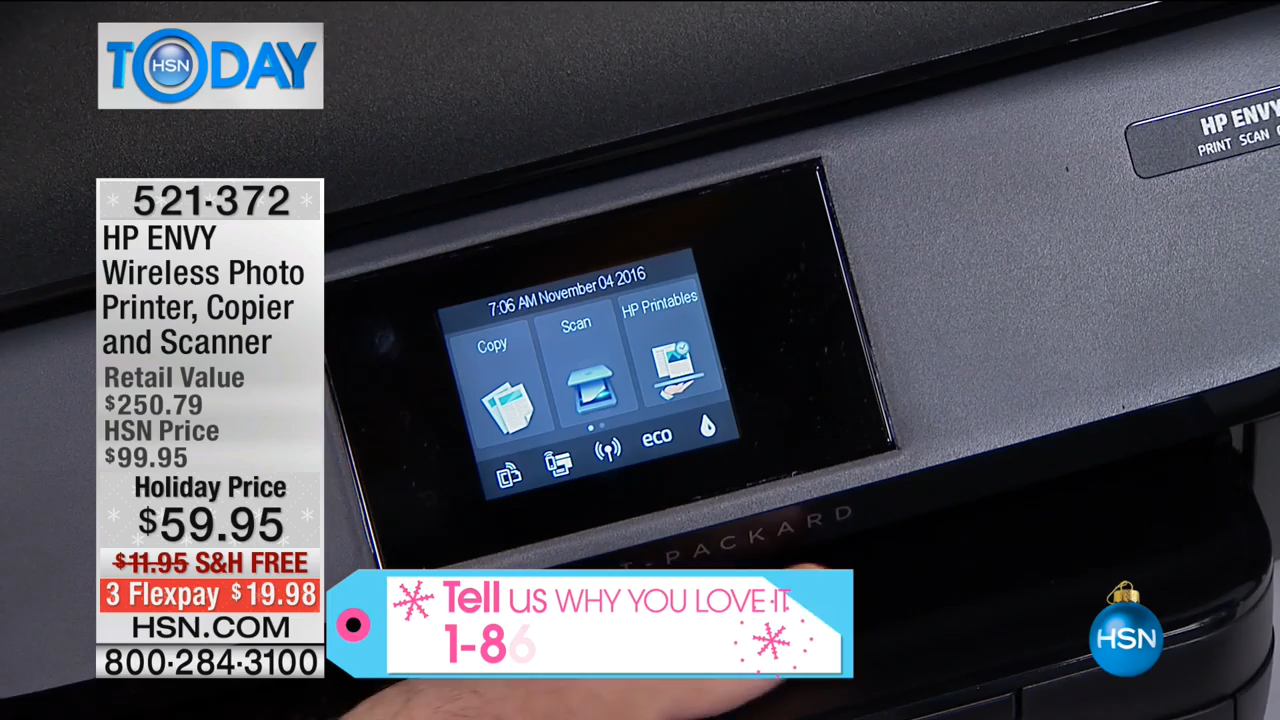 TODAY
HSN
521·372
HP ENVY
Wireless Photo
Printer, Copier
and Scanner
Retail Value
$250.79
HSN Price
$99.95
Holiday Price
$59.95
$11.95 S&H FREE
3 Flexpay $19.98
HSN.COM
800·284·3100
HP ENVY
PRINT SCAN
7:06 AM November 04 2016
Copy
Scan
HP Printables
eco
T-PACKARD
Tell us WHY YOU LOVE IT
1-86
HSN